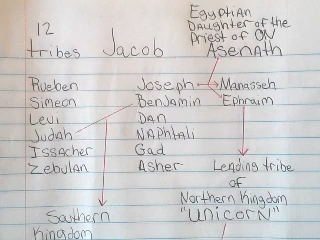 12
tribes
Jacob
EGYPTIAN
DAUGHTER OF THE
Priest of ON
ASENATH
Rueben
Simeon
Levi
Judah
Issacher
Zebulan
Joseph
Benjamin
Dan
Naphtali
Gad
Asher
Manasseh
Ephraim
Southern
Kingdom
Leading tribe
of
Northern Kingdom
"UNICORN"